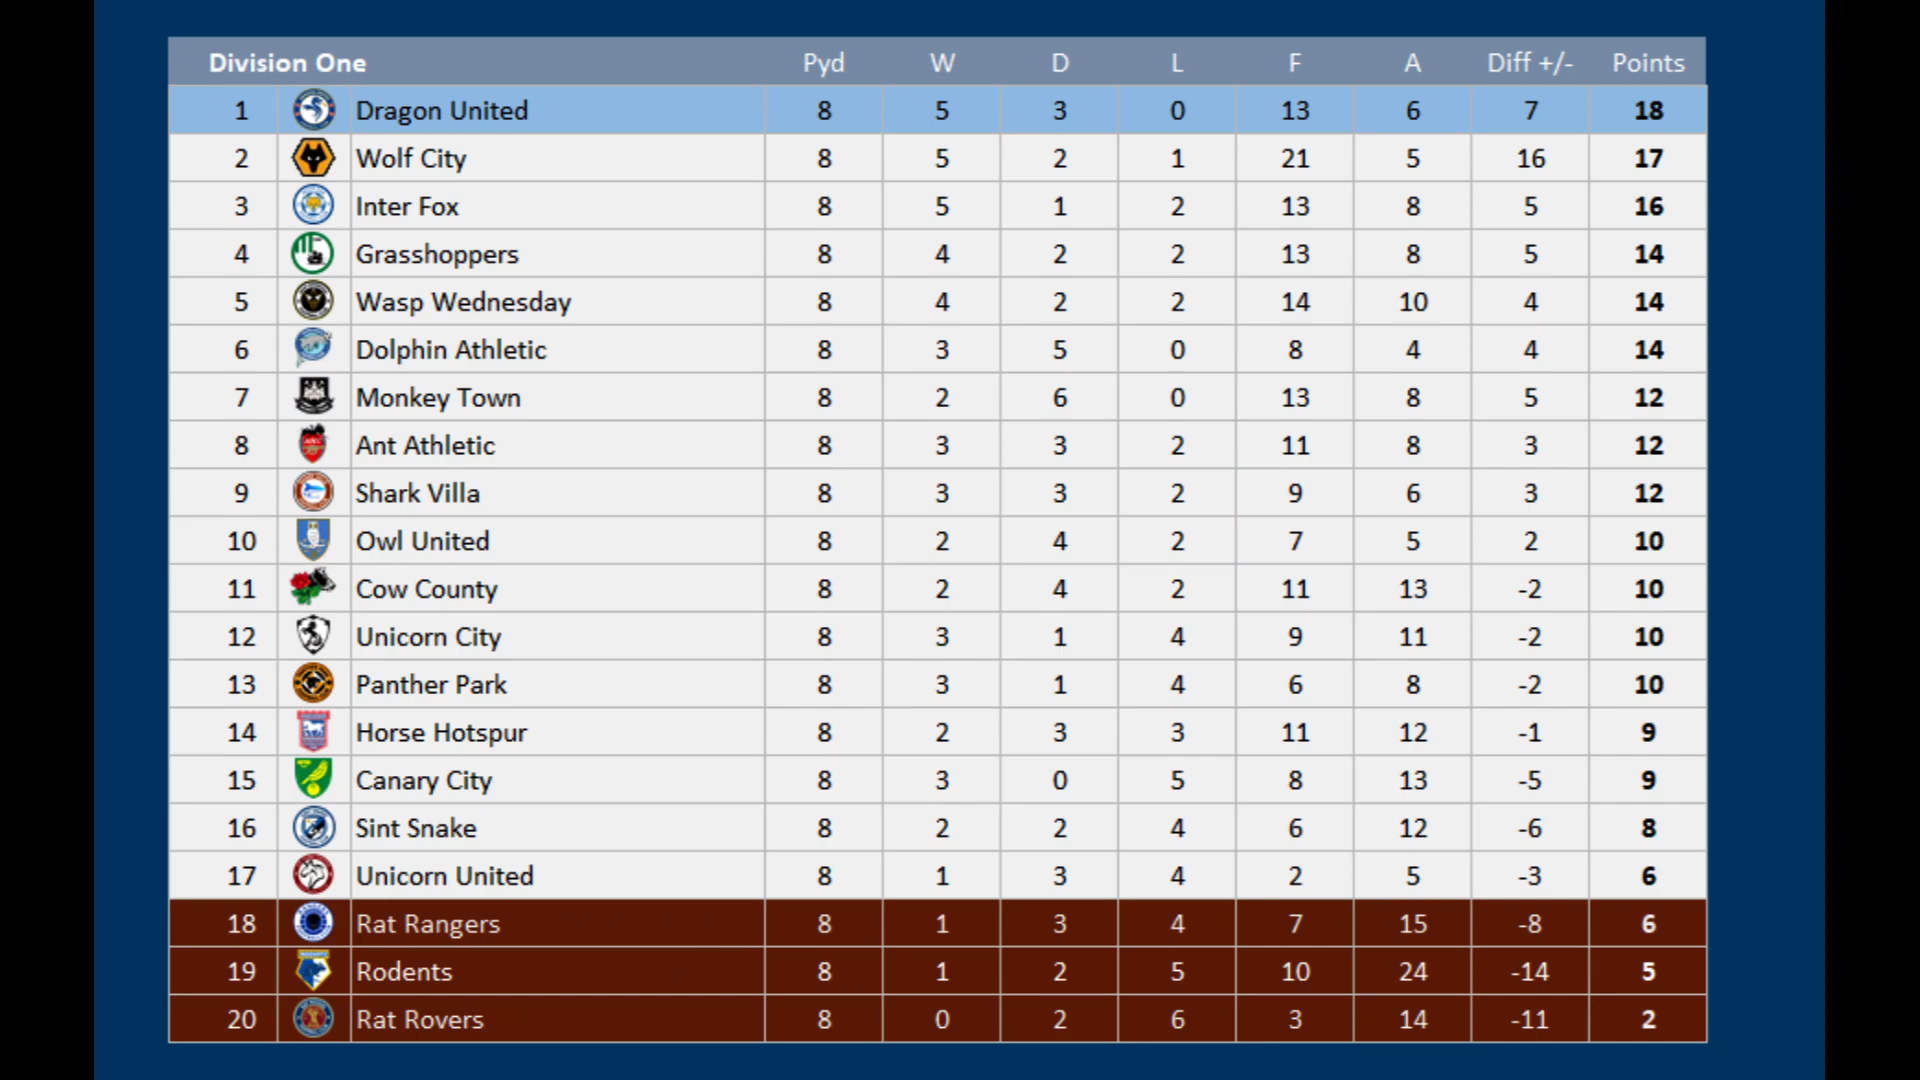 Division One Pyd W D L F A Diff +/- Points
1 Dragon United 8 5 3 0 13 6 7 18
2 Wolf City 8 5 2 1 21 5 16 17
3 Inter Fox 8 5 1 2 13 8 5 16
4 Grasshoppers 8 4 2 2 13 8 5 14
5 Wasp Wednesday 8 4 2 2 14 10 4 14
6 Dolphin Athletic 8 3 5 0 8 4 4 14
7 Monkey Town 8 2 6 0 13 8 5 12
8 Ant Athletic 8 3 3 2 11 8 3 12
9 Shark Villa 8 3 3 2 9 6 3 12
10 Owl United 8 2 4 2 7 5 2 10
11 Cow County 8 2 4 2 11 13 -2 10
12 Unicorn City 8 3 1 4 9 11 -2 10
13 Panther Park 8 3 1 4 6 8 -2 10
14 Horse Hotspur 8 2 3 3 11 12 -1 9
15 Canary City 8 3 0 5 8 13 -5 9
16 Sint Snake 8 2 2 4 6 12 -6 8
17 Unicorn United 8 1 3 4 2 5 -3 6
18 Rat Rangers 8 1 3 4 7 15 -8 6
19 Rodents 8 1 2 5 10 24 -14 5
20 Rat Rovers 8 0 2 6 3 14 -11 2